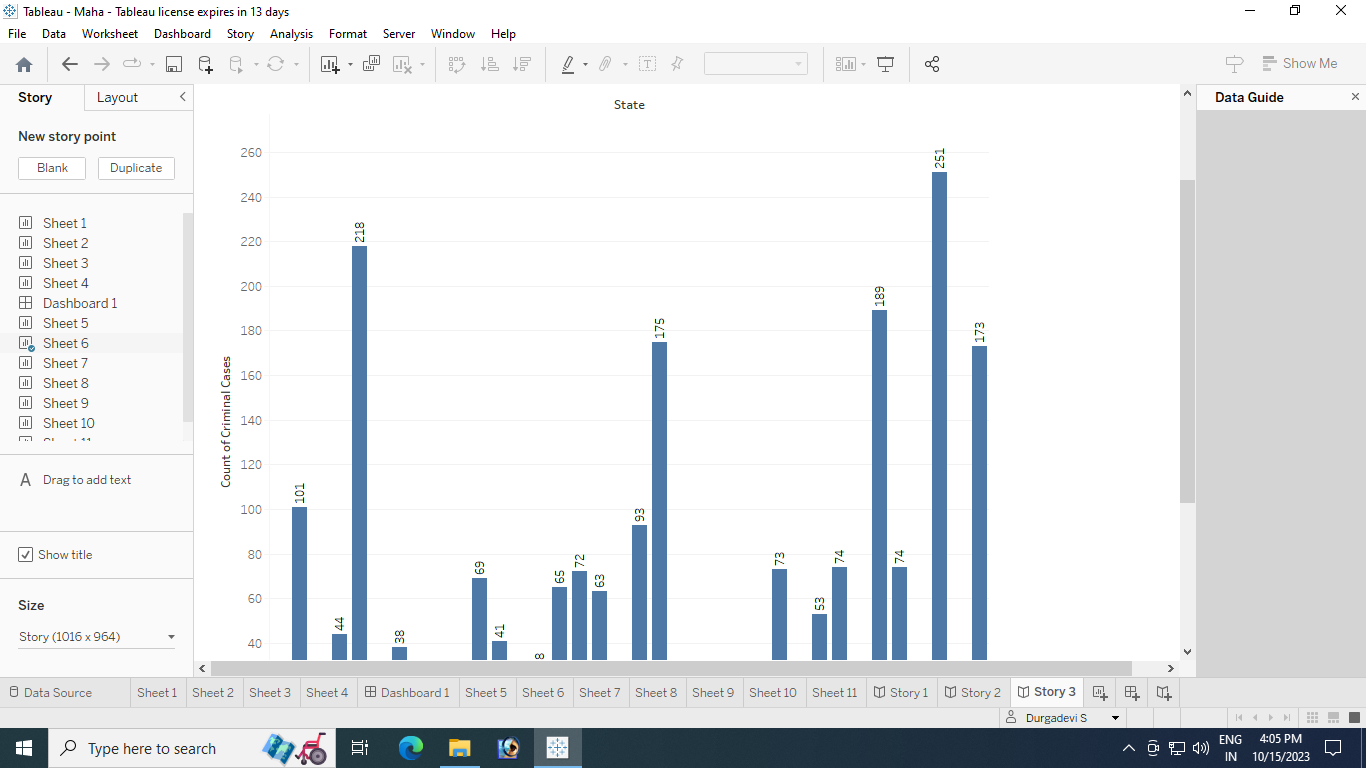 Tableau - Maha - Tableau license expires in 13 days
File Data Worksheet Dashboard Story Analysis Format Server Window Help
Show Me
Story Layout
New story point
Blank Duplicate
Sheet 1
Sheet 2
Sheet 3
Sheet 4
Dashboard 1
Sheet 5
Sheet 6
Sheet 7
Sheet 8
Sheet 9
Sheet 10
Drag to add text
Show title
Size
Story (1016 x 964)
State
Count of Criminal Cases
260
240
220
200
180
160
140
120
100
80
60
40
101
44
218
38
69
41
8
65
72
63
93
175
73
53
74
189
74
251
173
Data Guide
Data Source Sheet 1 Sheet 2 Sheet 3 Sheet 4 Dashboard 1 Sheet 5 Sheet 6 Sheet 7 Sheet 8 Sheet 9 Sheet 10 Sheet 11 Story 1 Story 2 Story 3
Durgadevi S
Type here to search
ENG
IN
4:05 PM
10/15/2023